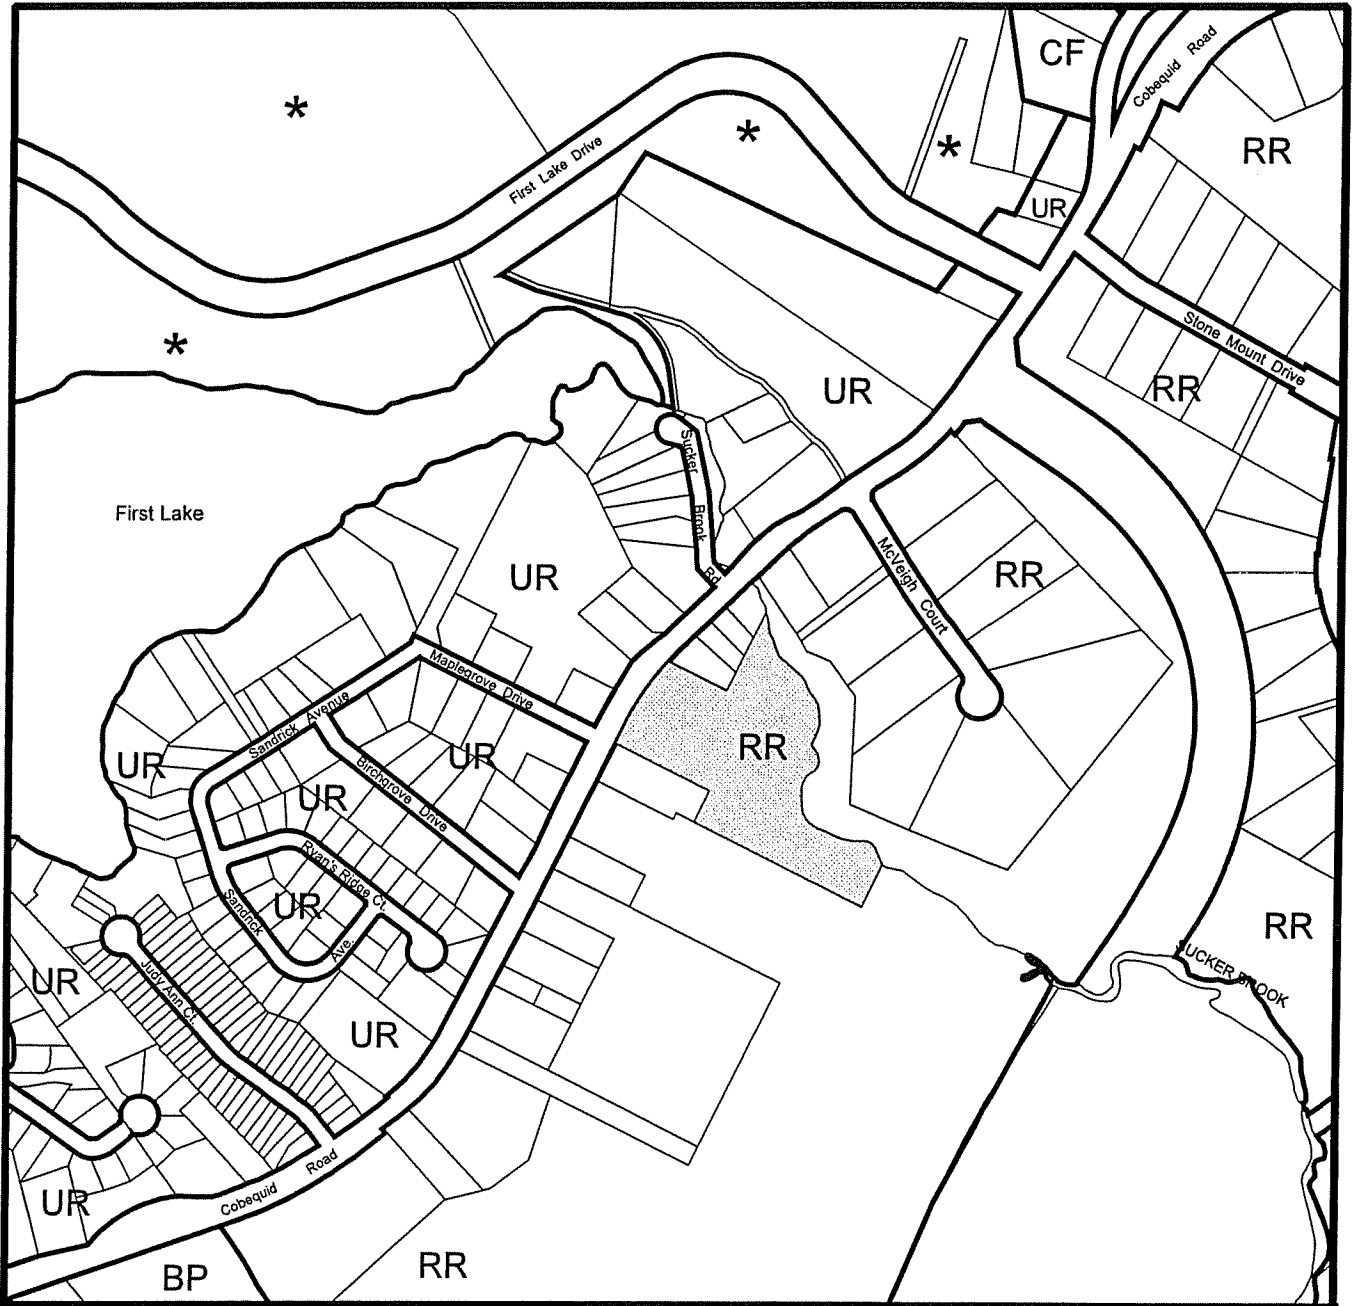 CF
Cobequid Road
*
*
*
First Lake Drive
RR
UR
Stone Mount Drive
*
RR
UR
Sucker Brook Rd
First Lake
McVeigh Court
UR
RR
Maplegrove Drive
Sandrick Avenue
RR
UR
UR
Birchgrove Drive
UR
Ryan's Ridge Ct.
UR
Sandrick Ave.
RR
SUCKER BROOK
UR
Judy Ann Ct.
UR
Cobequid Road
UR
BP
RR